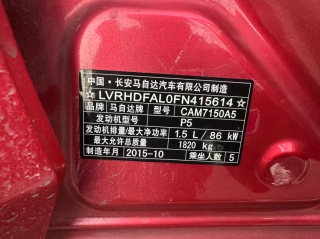 中国·长安马自达汽车有限公司制造
☆LVRHDFAL0FN415614☆
品牌 马自达牌 型号 CAM7150A5
发动机型号 P5
发动机排量/最大净功率 1.5 L / 86 kW
最大允许总质量 1820 kg
制造年月 2015-10 乘坐人数 5